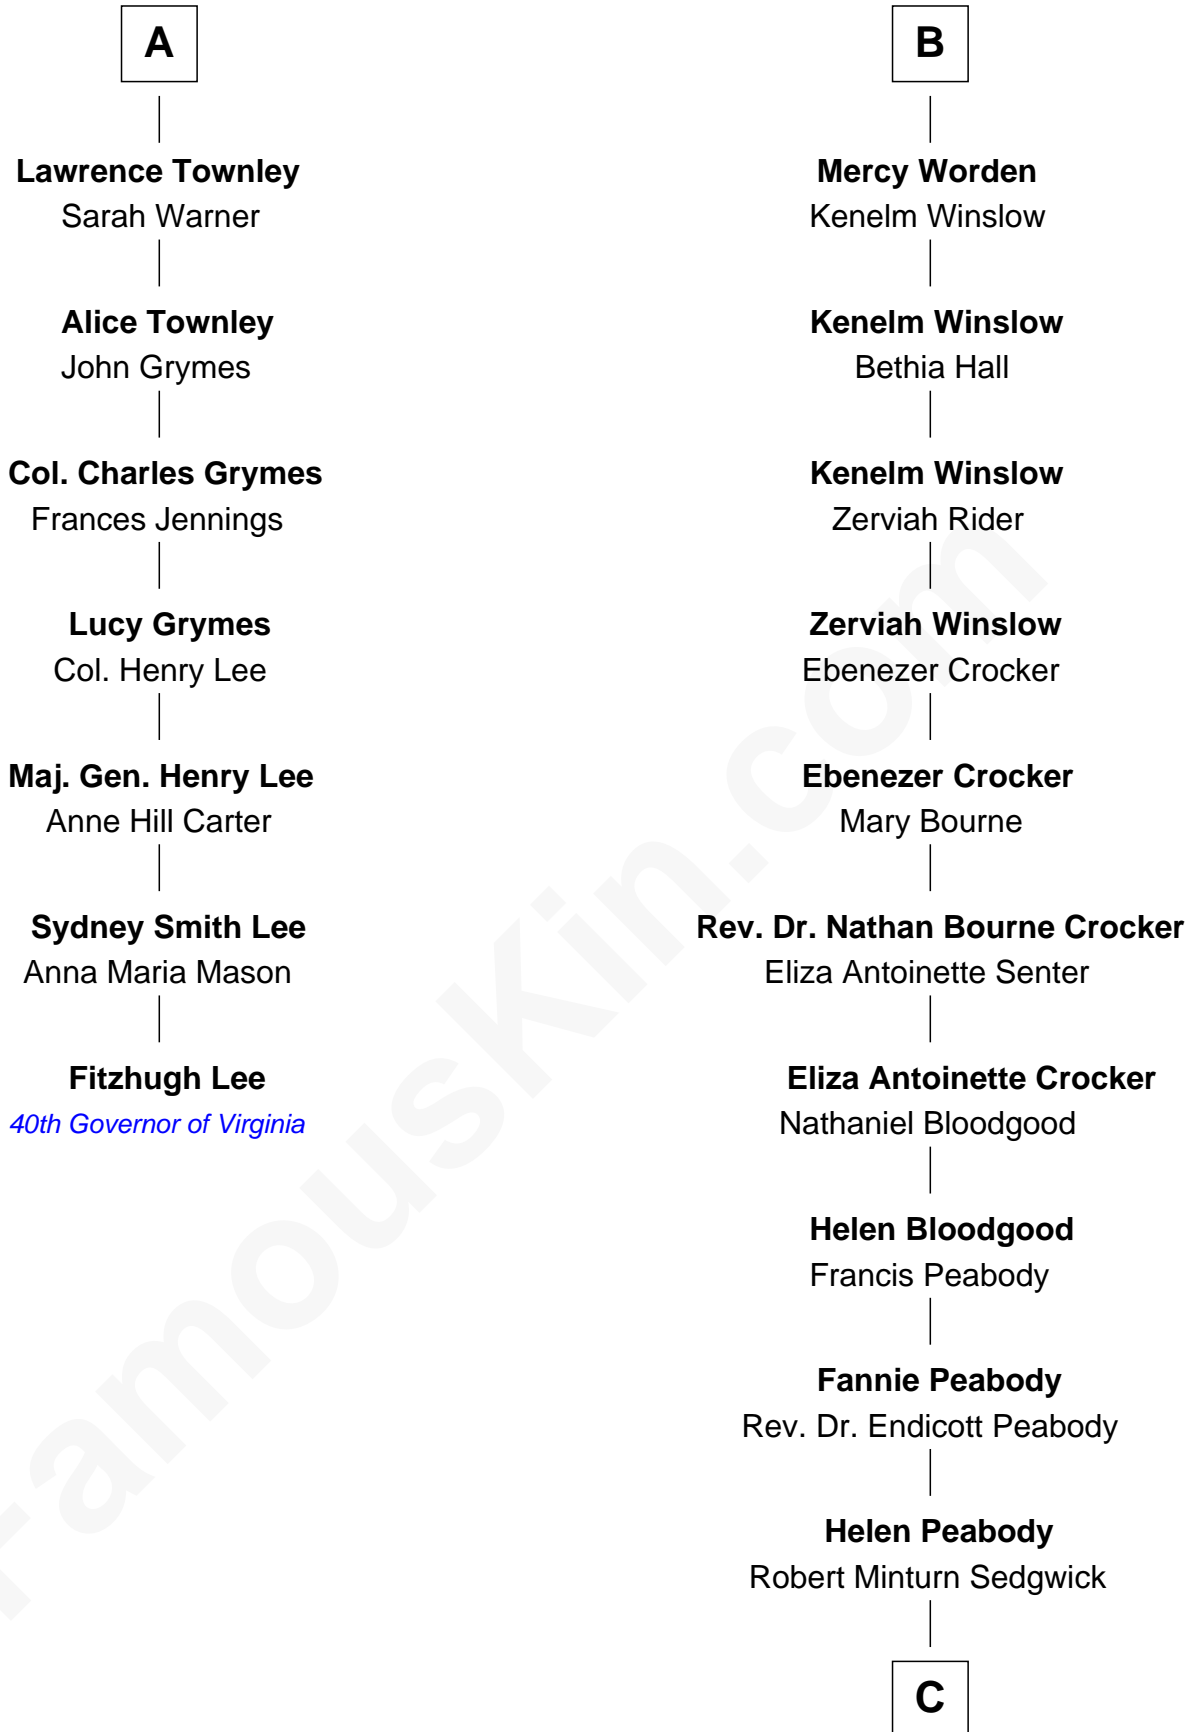 A
Lawrence Townley
Sarah Warner
Alice Townley
John Grymes
Col. Charles Grymes
Frances Jennings
Lucy Grymes
Col. Henry Lee
Maj. Gen. Henry Lee
Anne Hill Carter
Sydney Smith Lee
Anna Maria Mason
Fitzhugh Lee
40th Governor of Virginia
B
Mercy Worden
Kenelm Winslow
Kenelm Winslow
Bethia Hall
Kenelm Winslow
Zerviah Rider
Zerviah Winslow
Ebenezer Crocker
Ebenezer Crocker
Mary Bourne
Rev. Dr. Nathan Bourne Crocker
Eliza Antoinette Senter
Eliza Antoinette Crocker
Nathaniel Bloodgood
Helen Bloodgood
Francis Peabody
Fannie Peabody
Rev. Dr. Endicott Peabody
Helen Peabody
Robert Minturn Sedgwick
C
FamousKin.com